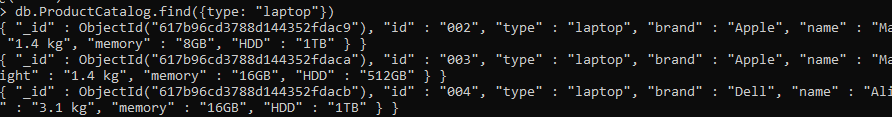 > db.ProductCatalog.find({type: "laptop"})
{ "_id" : ObjectId("617b96cd3788d144352fdac9"), "id" : "002", "type" : "laptop", "brand" : "Apple", "name" : "Ma
"1.4 kg", "memory" : "8GB", "HDD" : "1TB" } }
{ "_id" : ObjectId("617b96cd3788d144352fdaca"), "id" : "003", "type" : "laptop", "brand" : "Apple", "name" : "Ma
ight" : "1.4 kg", "memory" : "16GB", "HDD" : "512GB" } }
{ "_id" : ObjectId("617b96cd3788d144352fdacb"), "id" : "004", "type" : "laptop", "brand" : "Dell", "name" : "Ali
" : "3.1 kg", "memory" : "16GB", "HDD" : "1TB" } }